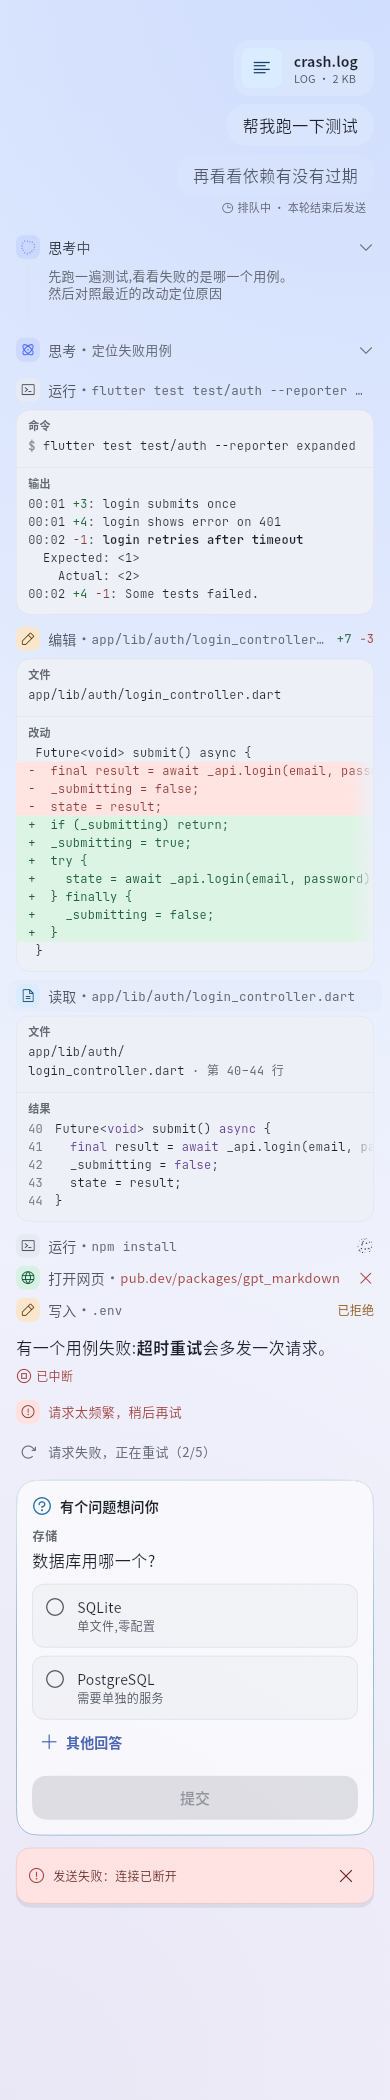 crash.log
LOG · 2 KB
帮我跑一下测试
再看看依赖有没有过期
排队中 · 本轮结束后发送
思考中
先跑一遍测试,看看失败的是哪一个用例。
然后对照最近的改动定位原因
思考 · 定位失败用例
运行 · flutter test test/auth --reporter …
命令
$ flutter test test/auth --reporter expanded
输出
00:01 +3: login submits once
00:01 +4: login shows error on 401
00:02 -1: login retries after timeout
Expected: <1>
Actual: <2>
00:02 +4 -1: Some tests failed.
编辑 · app/lib/auth/login_controller… +7 -3
文件
app/lib/auth/login_controller.dart
改动
Future<void> submit() async {
-  final result = await _api.login(email, pass
-  _submitting = false;
-  state = result;
+  if (_submitting) return;
+  _submitting = true;
+  try {
+    state = await _api.login(email, password)
+  } finally {
+    _submitting = false;
+  }
}
读取 · app/lib/auth/login_controller.dart
文件
app/lib/auth/
login_controller.dart · 第 40–44 行
结果
40 Future<void> submit() async {
41   final result = await _api.login(email, pa
42   _submitting = false;
43   state = result;
44 }
运行 · npm install
打开网页 · pub.dev/packages/gpt_markdown
写入 · .env 已拒绝
有一个用例失败:超时重试会多发一次请求。
已中断
请求太频繁，稍后再试
请求失败，正在重试（2/5）
有个问题想问你
存储
数据库用哪一个?
SQLite
单文件,零配置
PostgreSQL
需要单独的服务
其他回答
提交
发送失败：连接已断开